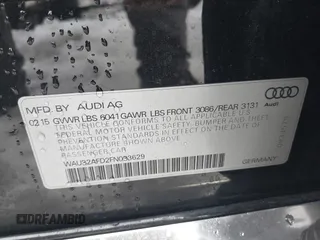 MFD. BY AUDI AG
02 15 GVWR LBS 6041 GAWR LBS FRONT 3086/REAR 3131
THIS VEHICLE CONFORMS TO ALL APPLICABLE
FEDERAL MOTOR VEHICLE SAFETY, BUMPER AND THEFT
PREVENTION STANDARDS IN EFFECT ON THE DATE OF
MANUFACTURE SHOWN ABOVE
PASSENGER CAR
WAU32AFD2FN033629
Audi
© DREAMBID